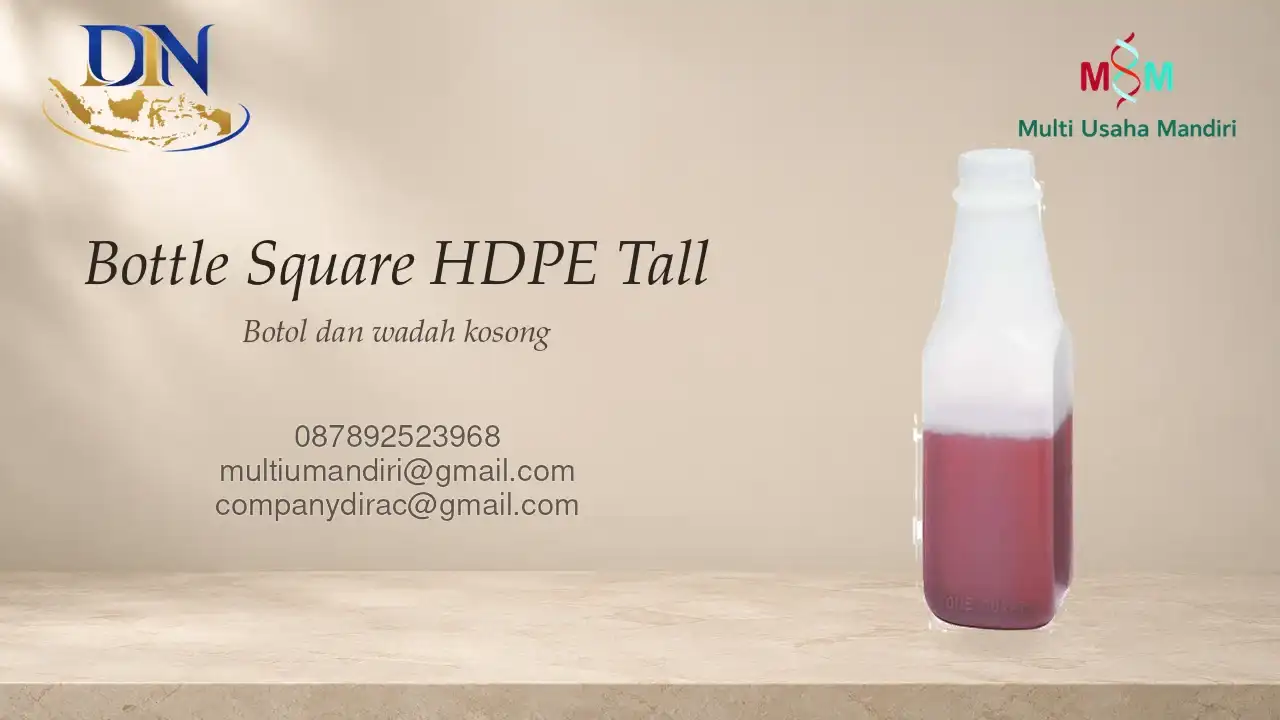 DIN
MSM
Multi Usaha Mandiri
Bottle Square HDPE Tall
Botol dan wadah kosong
087892523968
multiumandiri@gmail.com
companydirac@gmail.com